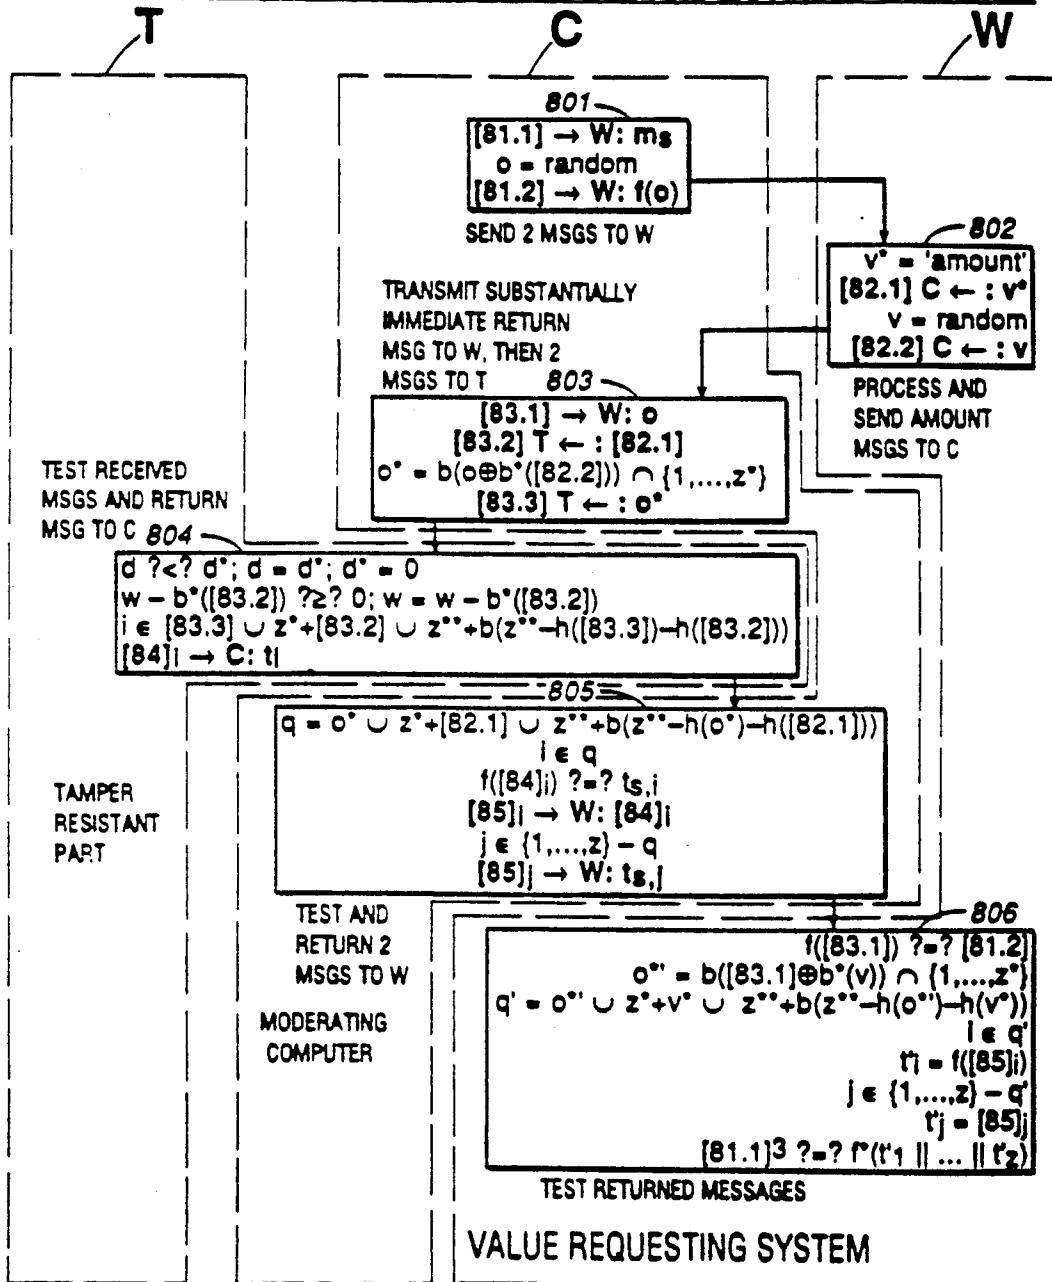 T
C
W
801
[81.1] → W: ms
o = random
[81.2] → W: f(o)
SEND 2 MSGS TO W
802
v* = 'amount'
[82.1] C ← : v*
v = random
[82.2] C ← : v
PROCESS AND
SEND AMOUNT
MSGS TO C
TRANSMIT SUBSTANTIALLY
IMMEDIATE RETURN
MSG TO W, THEN 2
MSGS TO T
803
[83.1] → W: o
[83.2] T ← : [82.1]
o* = b(o⊕b*([82.2])) ∩ {1,...,z*}
[83.3] T ← : o*
TEST RECEIVED
MSGS AND RETURN
MSG TO C
804
d ?<? d*; d = d*; d* = 0
w – b*([83.2]) ?≥? 0; w = w – b*([83.2])
i ∈ [83.3] ∪ z*+[83.2] ∪ z**+b(z**–h([83.3])–h([83.2]))
[84]i → C: ti
805
q = o* ∪ z*+[82.1] ∪ z**+b(z**–h(o*)–h([82.1]))
i ∈ q
f([84]i) ?=? ts,i
[85]i → W: [84]i
j ∈ {1,...,z} – q
[85]j → W: ts,j
TAMPER
RESISTANT
PART
TEST AND
RETURN 2
MSGS TO W
MODERATING
COMPUTER
806
f([83.1]) ?=? [81.2]
o*' = b([83.1]⊕b*(v)) ∩ {1,...,z*}
q' = o*' ∪ z*+v* ∪ z**+b(z**–h(o*')–h(v*))
i ∈ q'
t'i = f([85]i)
j ∈ {1,...,z} – q'
t'j = [85]j
[81.1]3 ?=? f*(t'1 || ... || t'z)
TEST RETURNED MESSAGES
VALUE REQUESTING SYSTEM